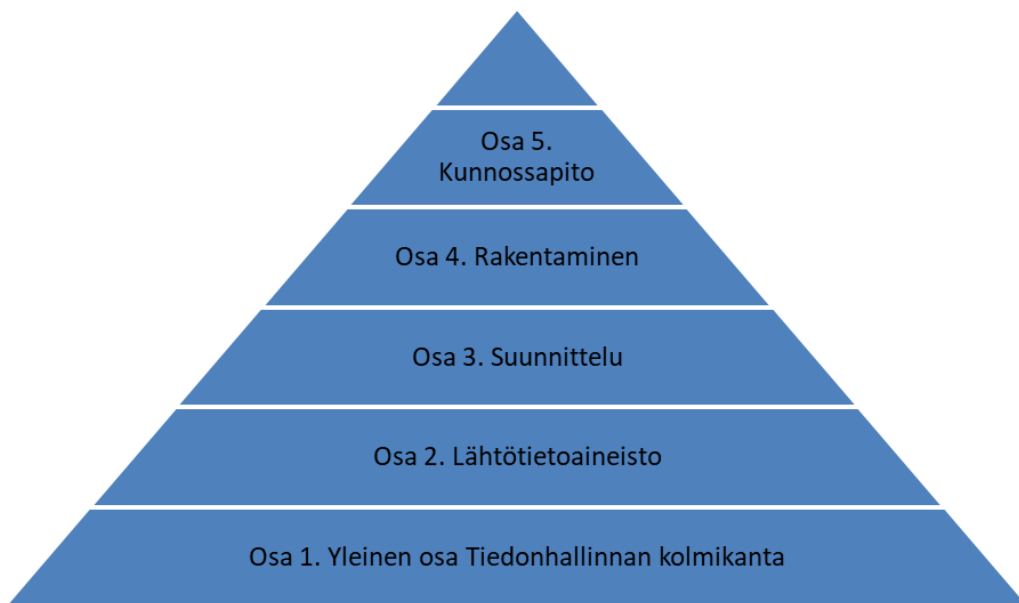 Osa 5.
Kunnossapito
Osa 4. Rakentaminen
Osa 3. Suunnittelu
Osa 2. Lähtötietoaineisto
Osa 1. Yleinen osa Tiedonhallinnan kolmikanta